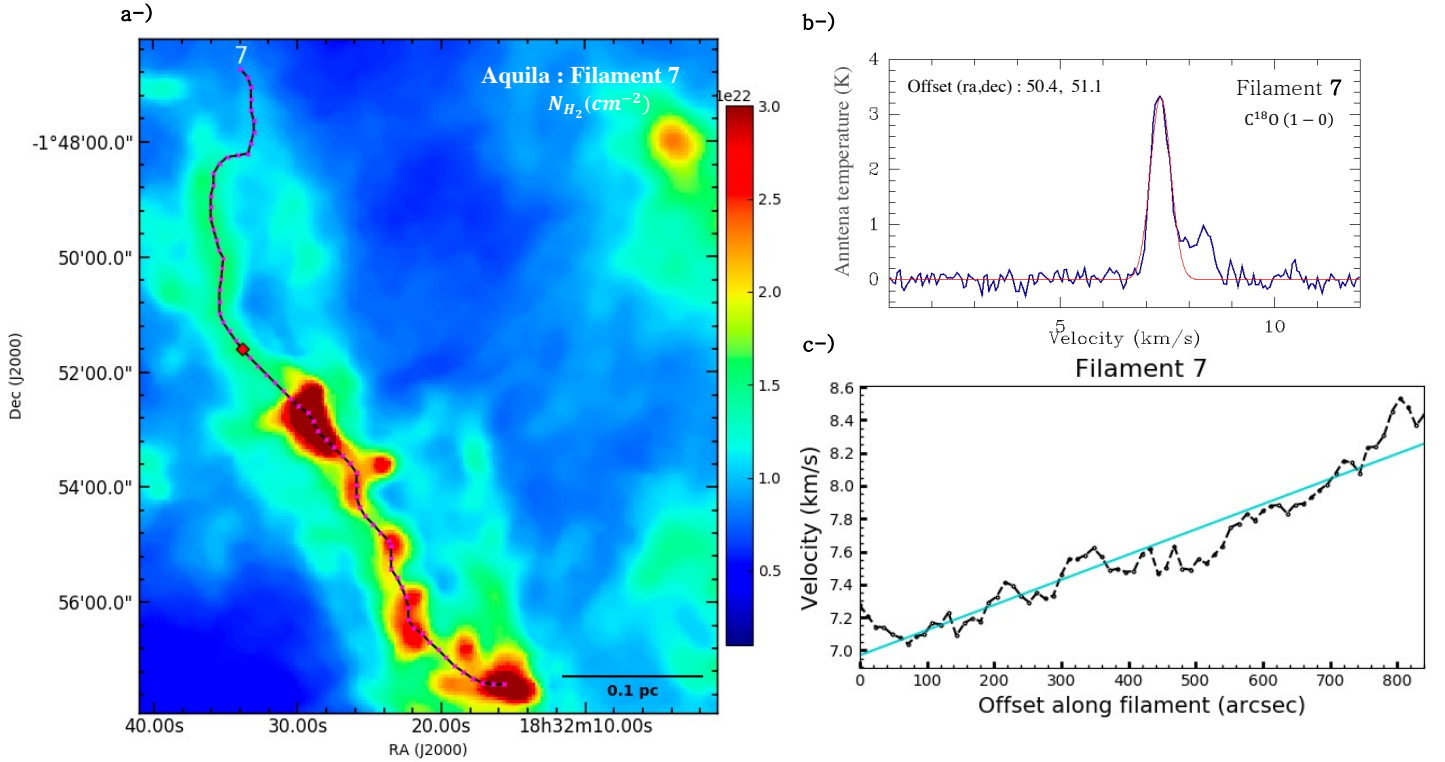 a-)
7
Aquila : Filament 7
N_{H_2}(cm^{-2})
-1°48'00.0"
50'00.0"
52'00.0"
54'00.0"
56'00.0"
Dec (J2000)
40.00s
30.00s
20.00s
18h32m10.00s
RA (J2000)
0.1 pc
1e22
3.0
2.5
2.0
1.5
1.0
0.5
b-)
Offset (ra,dec) : 50.4, 51.1
Filament 7
C¹⁸O (1 − 0)
Anntena temperature (K)
4
3
2
1
0
5
10
Velocity (km/s)
c-)
Filament 7
Velocity (km/s)
8.6
8.4
8.2
8.0
7.8
7.6
7.4
7.2
7.0
0
100
200
300
400
500
600
700
800
Offset along filament (arcsec)